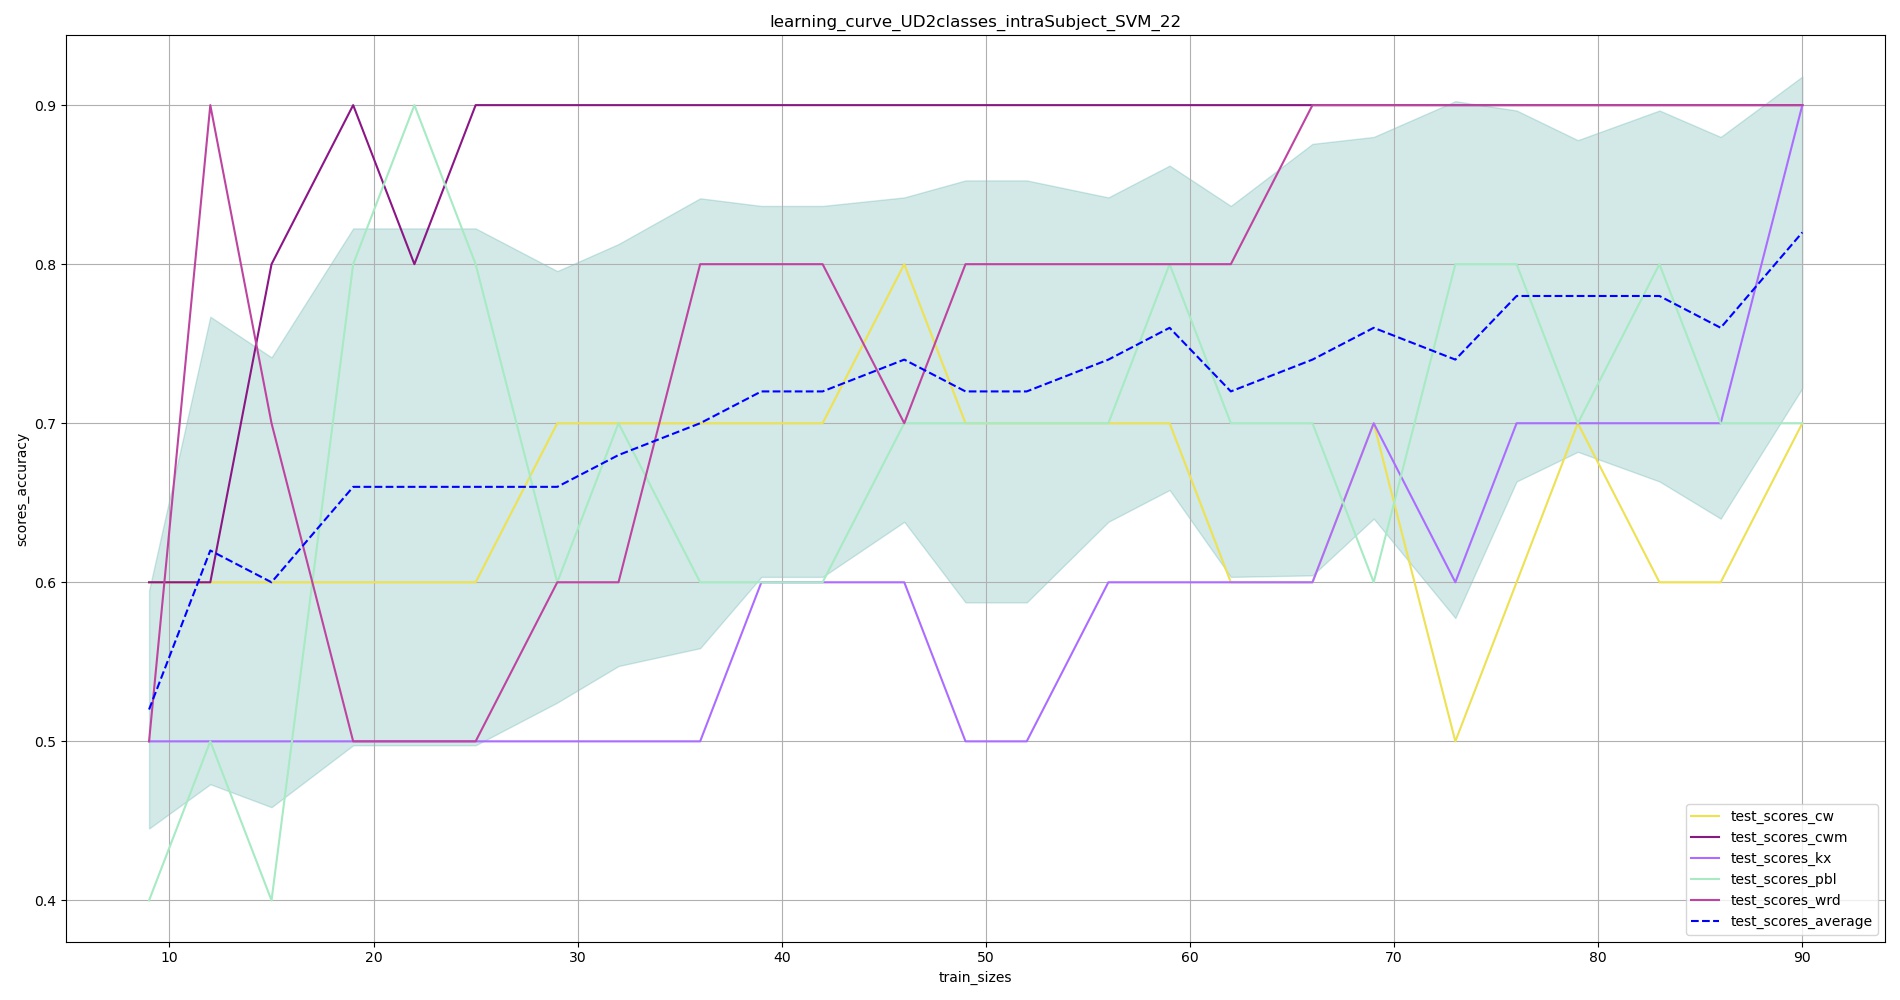 learning_curve_UD2classes_intraSubject_SVM_22
scores_accuracy
0.9
0.8
0.7
0.6
0.5
0.4
10 20 30 40 50 60 70 80 90
train_sizes
test_scores_cw
test_scores_cwm
test_scores_kx
test_scores_pbl
test_scores_wrd
test_scores_average